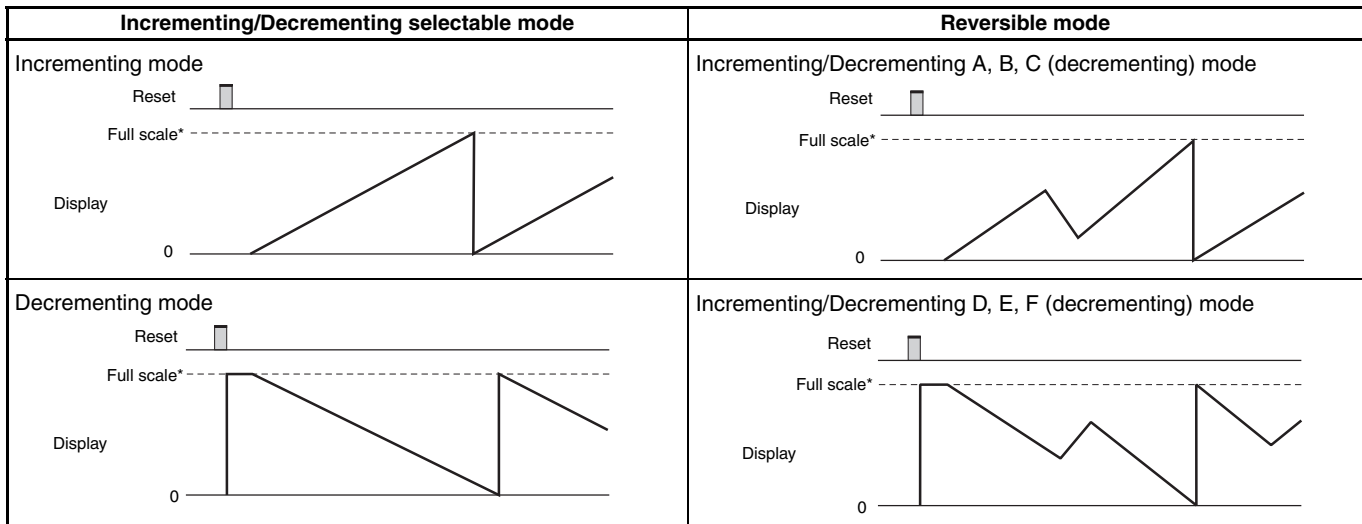 Incrementing/Decrementing selectable mode
Reversible mode
Incrementing mode
Reset
Full scale*
Display
0
Incrementing/Decrementing A, B, C (decrementing) mode
Reset
Full scale*
Display
0
Decrementing mode
Reset
Full scale*
Display
0
Incrementing/Decrementing D, E, F (decrementing) mode
Reset
Full scale*
Display
0